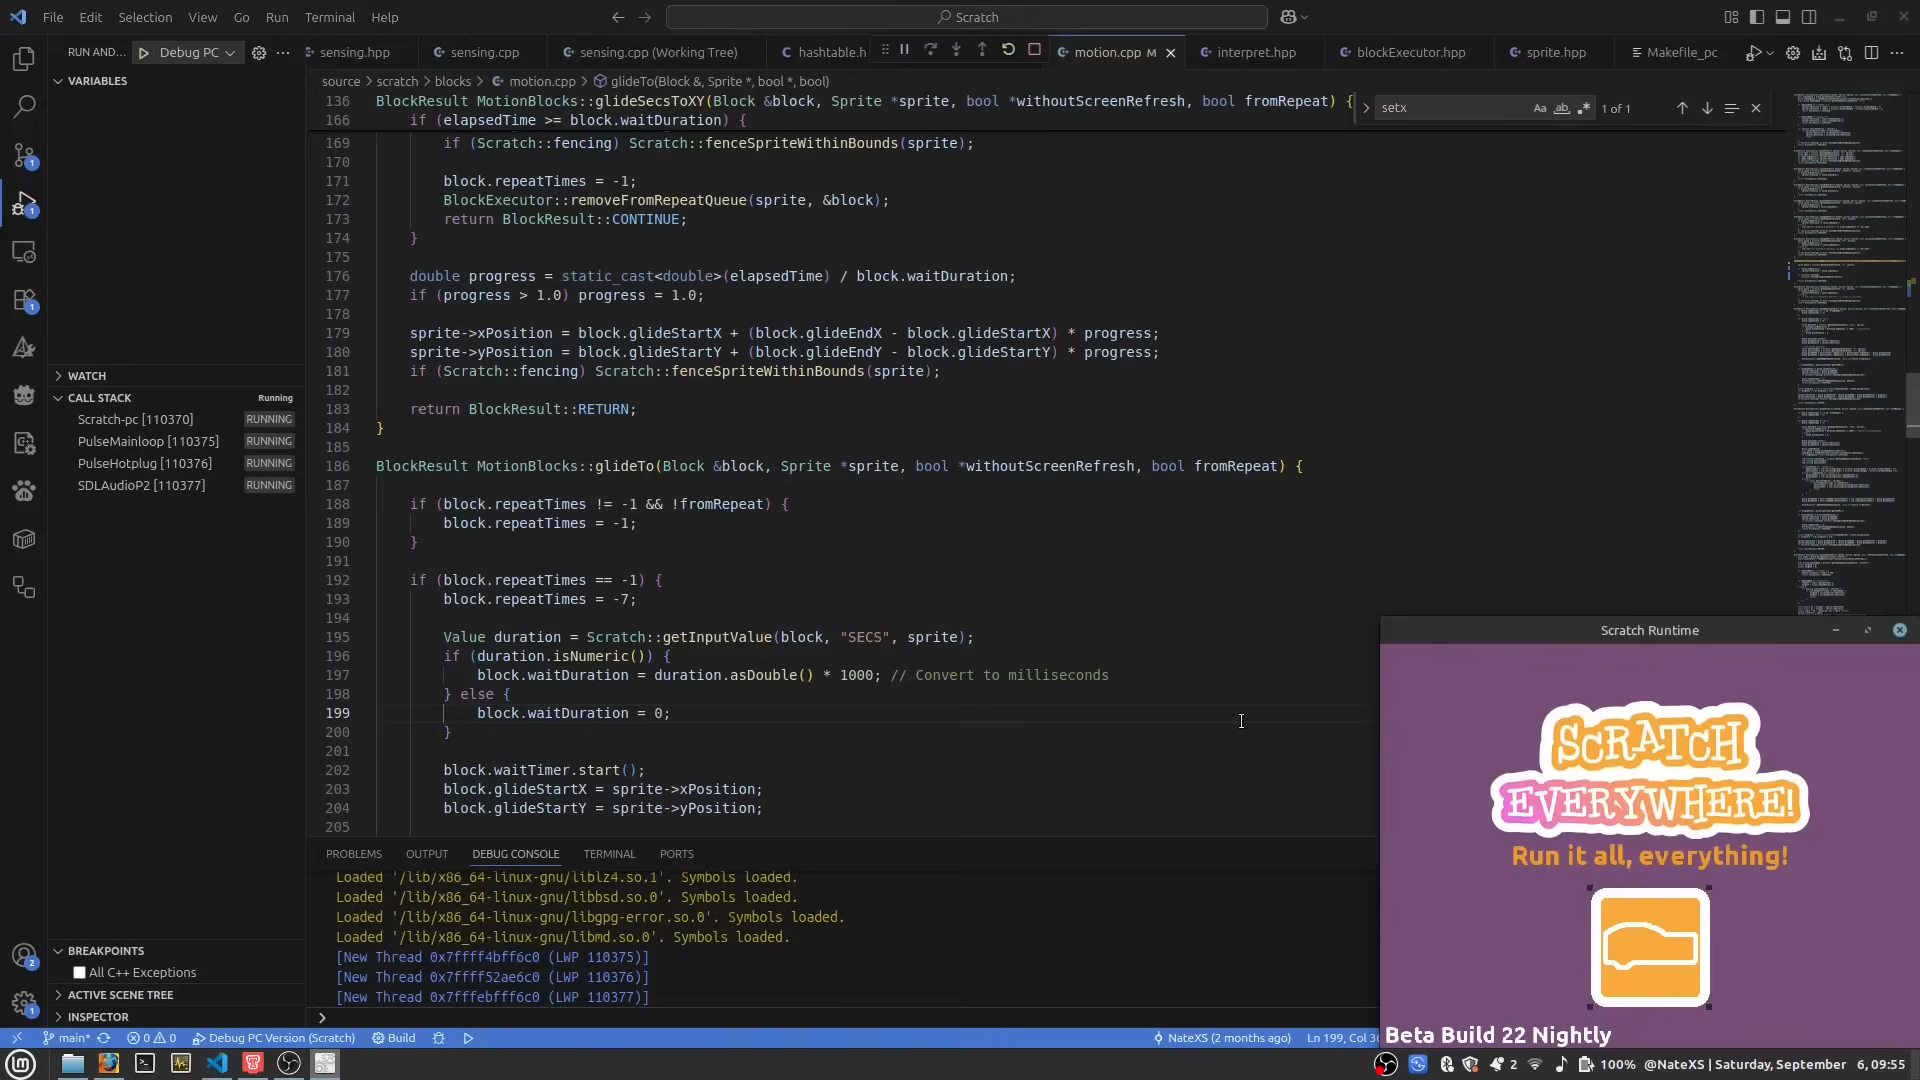 File Edit Selection View Go Run Terminal Help
Scratch
RUN AND... Debug PC
sensing.hpp sensing.cpp sensing.cpp (Working Tree) hashtable.h motion.cpp M interpret.hpp blockExecutor.hpp sprite.hpp Makefile_pc
source > scratch > blocks > motion.cpp > glideTo(Block &, Sprite *, bool *, bool)
setx
Aa ab .* 1 of 1
VARIABLES
WATCH
CALL STACK Running
Scratch-pc [110370] RUNNING
PulseMainloop [110375] RUNNING
PulseHotplug [110376] RUNNING
SDLAudioP2 [110377] RUNNING
BREAKPOINTS
All C++ Exceptions
ACTIVE SCENE TREE
INSPECTOR
136 BlockResult MotionBlocks::glideSecsToXY(Block &block, Sprite *sprite, bool *withoutScreenRefresh, bool fromRepeat) {
166 if (elapsedTime >= block.waitDuration) {
169 if (Scratch::fencing) Scratch::fenceSpriteWithinBounds(sprite);
170
171 block.repeatTimes = -1;
172 BlockExecutor::removeFromRepeatQueue(sprite, &block);
173 return BlockResult::CONTINUE;
174 }
175
176 double progress = static_cast<double>(elapsedTime) / block.waitDuration;
177 if (progress > 1.0) progress = 1.0;
178
179 sprite->xPosition = block.glideStartX + (block.glideEndX - block.glideStartX) * progress;
180 sprite->yPosition = block.glideStartY + (block.glideEndY - block.glideStartY) * progress;
181 if (Scratch::fencing) Scratch::fenceSpriteWithinBounds(sprite);
182
183 return BlockResult::RETURN;
184 }
185
186 BlockResult MotionBlocks::glideTo(Block &block, Sprite *sprite, bool *withoutScreenRefresh, bool fromRepeat) {
187
188 if (block.repeatTimes != -1 && !fromRepeat) {
189 block.repeatTimes = -1;
190 }
191
192 if (block.repeatTimes == -1) {
193 block.repeatTimes = -7;
194
195 Value duration = Scratch::getInputValue(block, "SECS", sprite);
196 if (duration.isNumeric()) {
197 block.waitDuration = duration.asDouble() * 1000; // Convert to milliseconds
198 } else {
199 block.waitDuration = 0;
200 }
201
202 block.waitTimer.start();
203 block.glideStartX = sprite->xPosition;
204 block.glideStartY = sprite->yPosition;
205
PROBLEMS OUTPUT DEBUG CONSOLE TERMINAL PORTS
Loaded '/lib/x86_64-linux-gnu/liblz4.so.1'. Symbols loaded.
Loaded '/lib/x86_64-linux-gnu/libbsd.so.0'. Symbols loaded.
Loaded '/lib/x86_64-linux-gnu/libgpg-error.so.0'. Symbols loaded.
Loaded '/lib/x86_64-linux-gnu/libmd.so.0'. Symbols loaded.
[New Thread 0x7ffff4bff6c0 (LWP 110375)]
[New Thread 0x7ffff52ae6c0 (LWP 110376)]
[New Thread 0x7fffebfff6c0 (LWP 110377)]
Scratch Runtime
SCRATCH
EVERYWHERE!
Run it all, everything!
Beta Build 22 Nightly
main* 0 0 Debug PC Version (Scratch) Build NateXS (2 months ago) Ln 199, Col 3
2 100% @NateXS | Saturday, September 6, 09:55